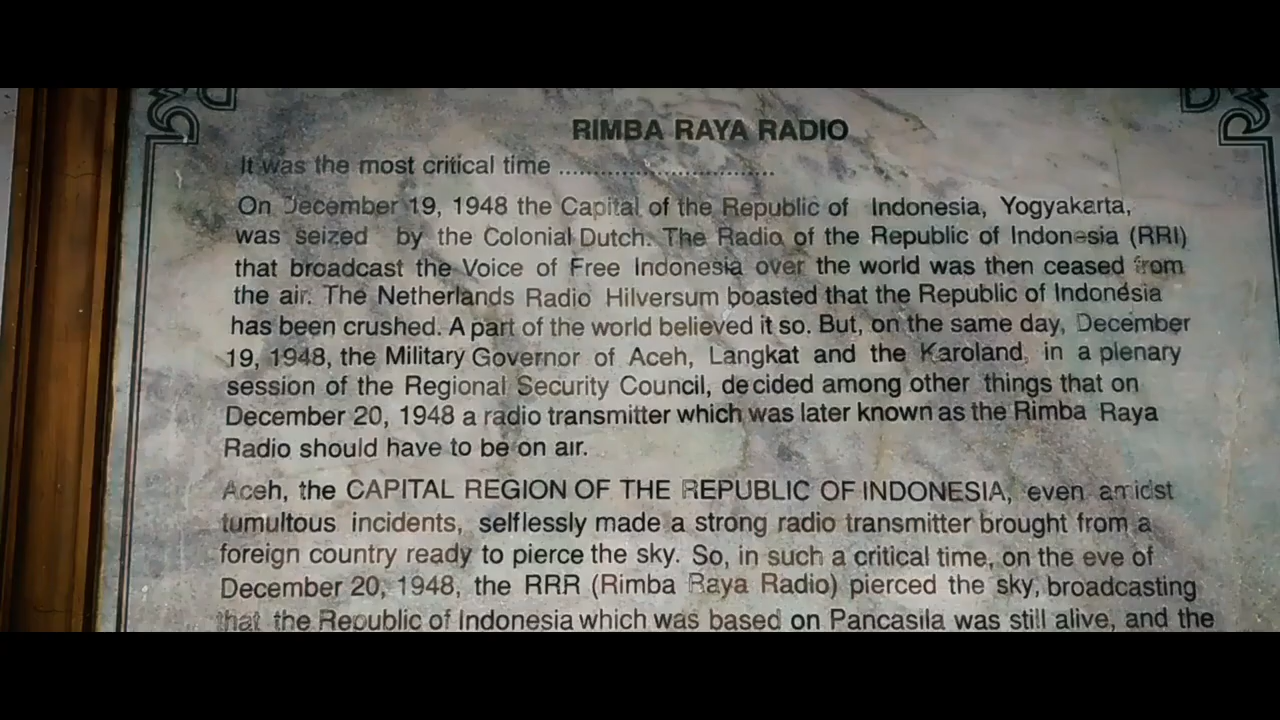 RIMBA RAYA RADIO
It was the most critical time ...............................
On December 19, 1948 the Capital of the Republic of Indonesia, Yogyakarta,
was seized by the Colonial Dutch. The Radio of the Republic of Indonesia (RRI)
that broadcast the Voice of Free Indonesia over the world was then ceased from
the air. The Netherlands Radio Hilversum boasted that the Republic of Indonesia
has been crushed. A part of the world believed it so. But, on the same day, December
19, 1948, the Military Governor of Aceh, Langkat and the Karoland, in a plenary
session of the Regional Security Council, decided among other things that on
December 20, 1948 a radio transmitter which was later known as the Rimba Raya
Radio should have to be on air.
Aceh, the CAPITAL REGION OF THE REPUBLIC OF INDONESIA, even amidst
tumultous incidents, selflessly made a strong radio transmitter brought from a
foreign country ready to pierce the sky. So, in such a critical time, on the eve of
December 20, 1948, the RRR (Rimba Raya Radio) pierced the sky, broadcasting
that the Republic of Indonesia which was based on Pancasila was still alive, and the